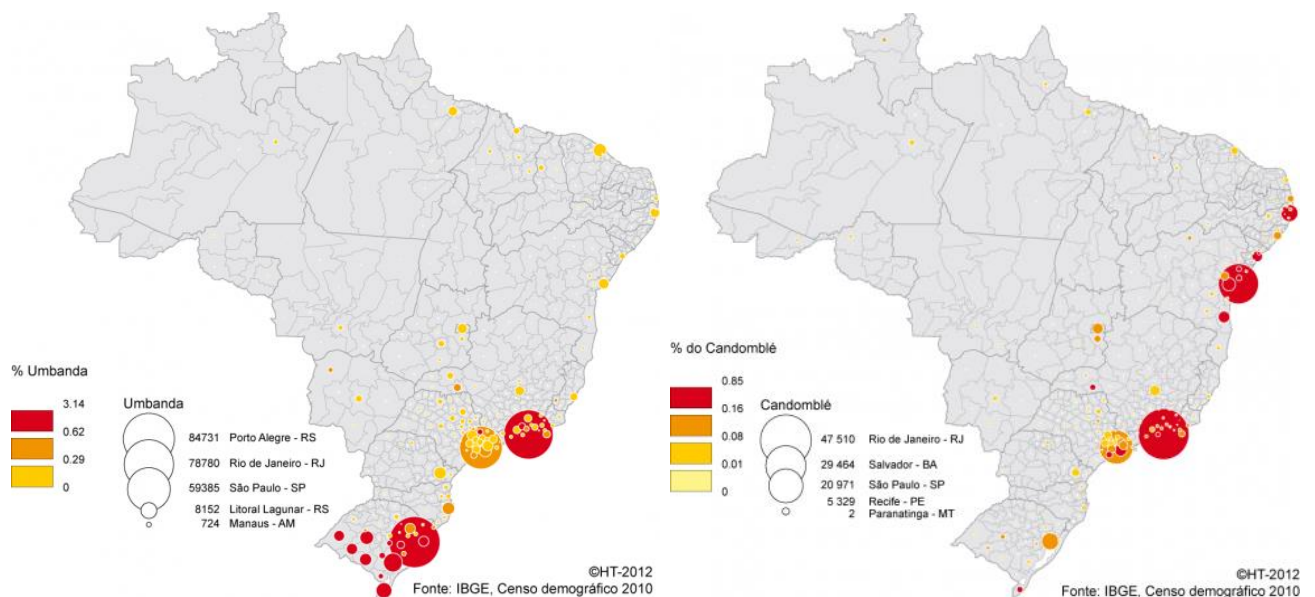 % Umbanda
3.14
0.62
0.29
0
Umbanda
84731 Porto Alegre - RS
78780 Rio de Janeiro - RJ
59385 São Paulo - SP
8152 Litoral Lagunar - RS
724 Manaus - AM
©HT-2012
Fonte: IBGE, Censo demográfico 2010
% do Candomblé
0.85
0.16
0.08
0.01
0
Candomblé
47 510 Rio de Janeiro - RJ
29 464 Salvador - BA
20 971 São Paulo - SP
5 329 Recife - PE
2 Paranatinga - MT
©HT-2012
Fonte: IBGE, Censo demográfico 2010